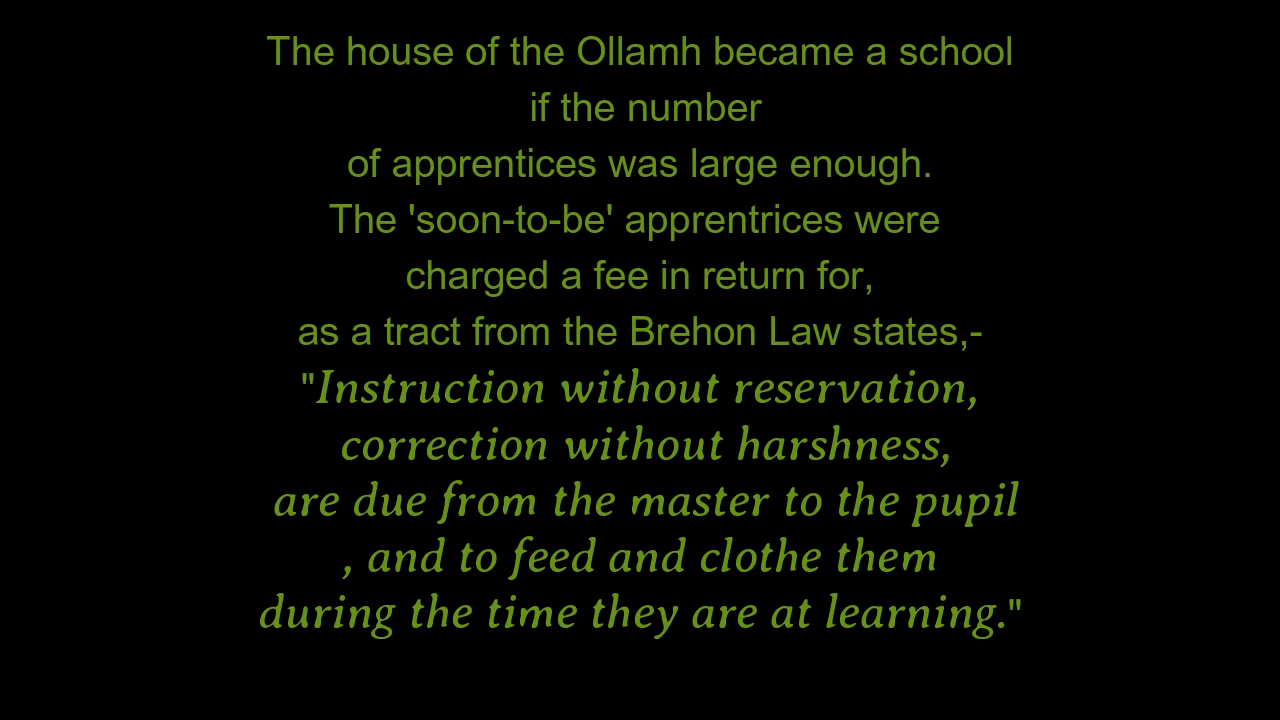 The house of the Ollamh became a school
if the number
of apprentices was large enough.
The 'soon-to-be' apprentrices were
charged a fee in return for,
as a tract from the Brehon Law states,-
"Instruction without reservation,
correction without harshness,
are due from the master to the pupil
, and to feed and clothe them
during the time they are at learning."